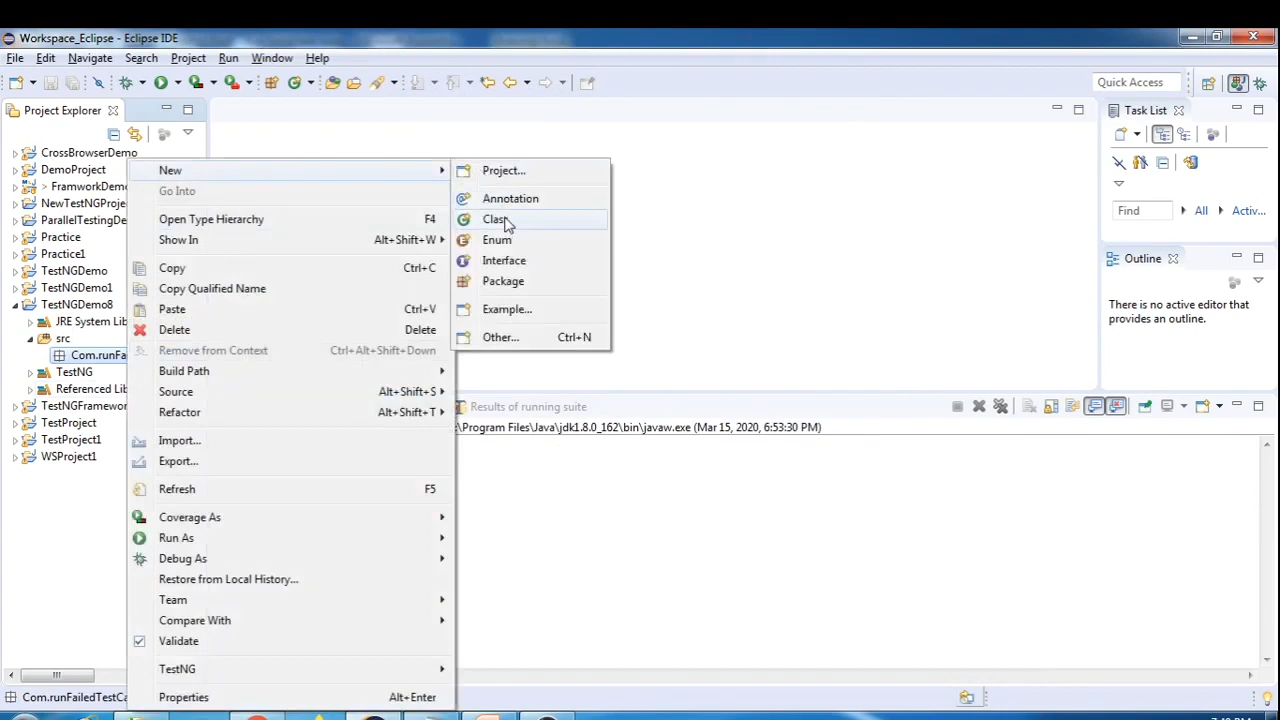 Workspace_Eclipse - Eclipse IDE
File Edit Navigate Search Project Run Window Help
Quick Access
Project Explorer
Task List
CrossBrowserDemo
DemoProject
> FramworkDemo
NewTestNGProje
ParallelTestingDe
Practice
Practice1
TestNGDemo
TestNGDemo1
TestNGDemo8
JRE System Lib
src
Com.runFa
TestNG
Referenced Lib
TestNGFramewor
TestProject
TestProject1
WSProject1
New
Go Into
Open Type Hierarchy F4
Show In Alt+Shift+W
Copy Ctrl+C
Copy Qualified Name
Paste Ctrl+V
Delete Delete
Remove from Context Ctrl+Alt+Shift+Down
Build Path
Source Alt+Shift+S
Refactor Alt+Shift+T
Import...
Export...
Refresh F5
Coverage As
Run As
Debug As
Restore from Local History...
Team
Compare With
Validate
TestNG
Properties Alt+Enter
Project...
Annotation
Class
Enum
Interface
Package
Example...
Other... Ctrl+N
Find All Activ...
Outline
There is no active editor that
provides an outline.
Results of running suite
\Program Files\Java\jdk1.8.0_162\bin\javaw.exe (Mar 15, 2020, 6:53:30 PM)
Com.runFailedTestCa